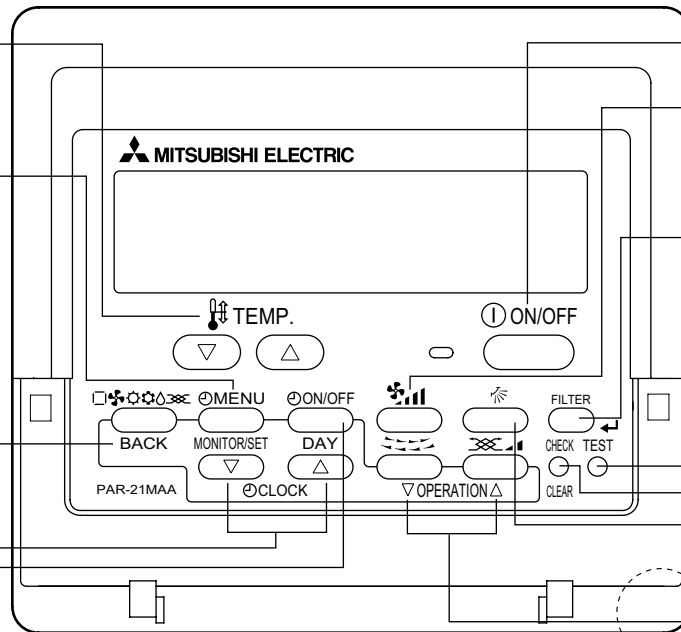 MITSUBISHI ELECTRIC
TEMP.
ON/OFF
MENU
ON/OFF
FILTER
BACK
MONITOR/SET
DAY
CHECK
TEST
PAR-21MAA
CLOCK
OPERATION
CLEAR